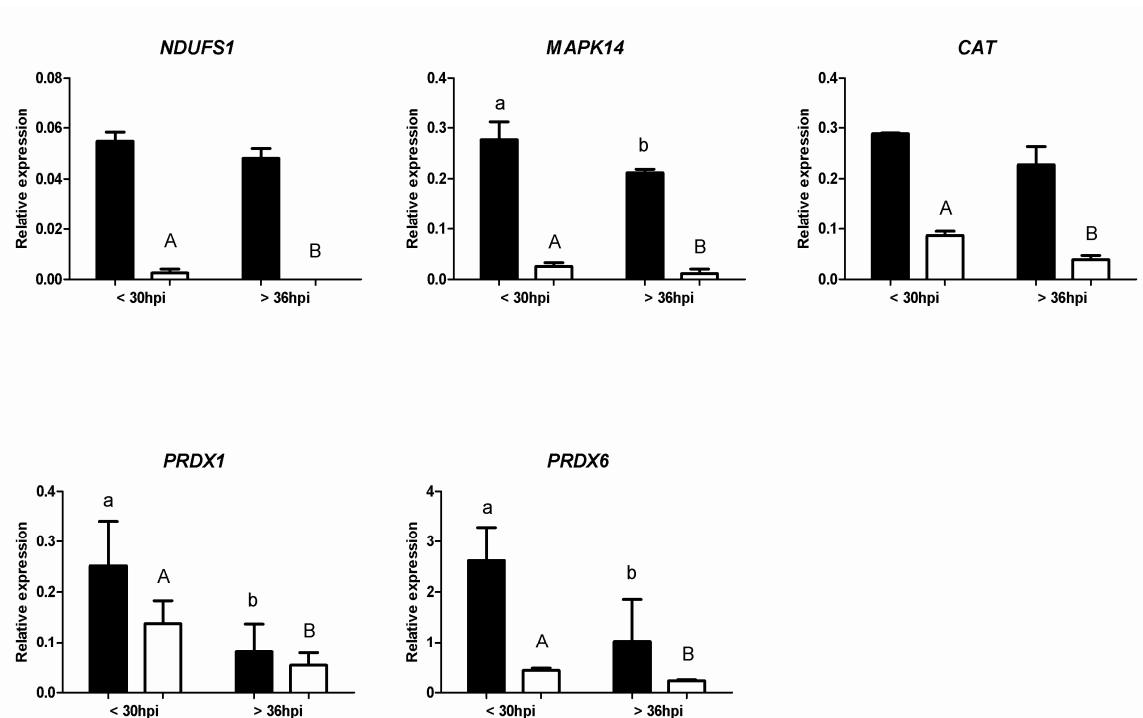 NDUFS1
Relative expression
0.08
0.06
0.04
0.02
0.00
A
B
< 30hpi
> 36hpi
MAPK14
Relative expression
0.4
0.3
0.2
0.1
0.0
a
A
b
B
< 30hpi
> 36hpi
CAT
Relative expression
0.4
0.3
0.2
0.1
0.0
A
B
< 30hpi
> 36hpi
PRDX1
Relative expression
0.4
0.3
0.2
0.1
0.0
a
A
b
B
< 30hpi
> 36hpi
PRDX6
Relative expression
4
3
2
1
0
a
A
b
B
< 30hpi
> 36hpi